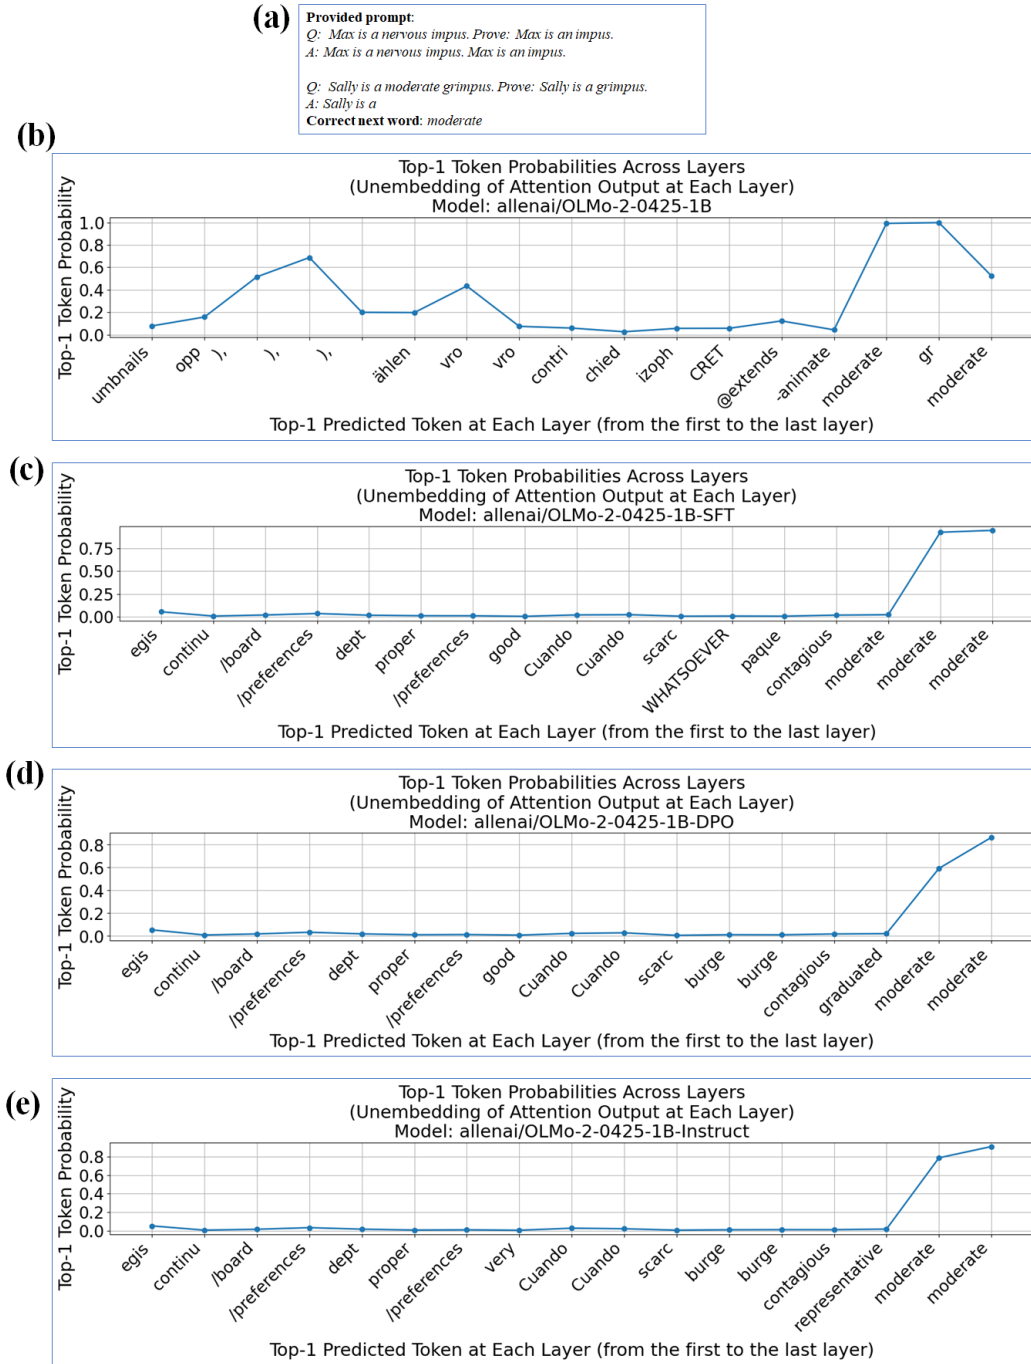 (a)
Provided prompt:
Q: Max is a nervous impus. Prove: Max is an impus.
A: Max is a nervous impus. Max is an impus.
Q: Sally is a moderate grimpus. Prove: Sally is a grimpus.
A: Sally is a
Correct next word: moderate
(b)
Top-1 Token Probabilities Across Layers
(Unembedding of Attention Output at Each Layer)
Model: allenai/OLMo-2-0425-1B
Top-1 Token Probability
1.0
0.8
0.6
0.4
0.2
0.0
umbnails
opp
),
),
),
ählen
vro
vro
contri
chied
izoph
CRET
@extends
-animate
moderate
gr
moderate
Top-1 Predicted Token at Each Layer (from the first to the last layer)
(c)
Top-1 Token Probabilities Across Layers
(Unembedding of Attention Output at Each Layer)
Model: allenai/OLMo-2-0425-1B-SFT
Top-1 Token Probability
0.75
0.50
0.25
0.00
egis
continu
/board
/preferences
dept
proper
/preferences
good
Cuando
Cuando
scarc
WHATSOEVER
paque
contagious
moderate
moderate
moderate
Top-1 Predicted Token at Each Layer (from the first to the last layer)
(d)
Top-1 Token Probabilities Across Layers
(Unembedding of Attention Output at Each Layer)
Model: allenai/OLMo-2-0425-1B-DPO
Top-1 Token Probability
0.8
0.6
0.4
0.2
0.0
egis
continu
/board
/preferences
dept
proper
/preferences
good
Cuando
Cuando
scarc
burge
burge
contagious
graduated
moderate
moderate
Top-1 Predicted Token at Each Layer (from the first to the last layer)
(e)
Top-1 Token Probabilities Across Layers
(Unembedding of Attention Output at Each Layer)
Model: allenai/OLMo-2-0425-1B-Instruct
Top-1 Token Probability
0.8
0.6
0.4
0.2
0.0
egis
continu
/board
/preferences
dept
proper
/preferences
very
Cuando
Cuando
scarc
burge
burge
contagious
representative
moderate
moderate
Top-1 Predicted Token at Each Layer (from the first to the last layer)